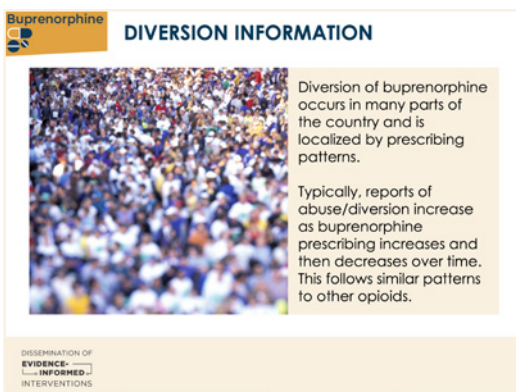 Buprenorphine
DIVERSION INFORMATION
Diversion of buprenorphine
occurs in many parts of
the country and is
localized by prescribing
patterns.
Typically, reports of
abuse/diversion increase
as buprenorphine
prescribing increases and
then decreases over time.
This follows similar patterns
to other opioids.
DISSEMINATION OF
EVIDENCE-
INFORMED
INTERVENTIONS